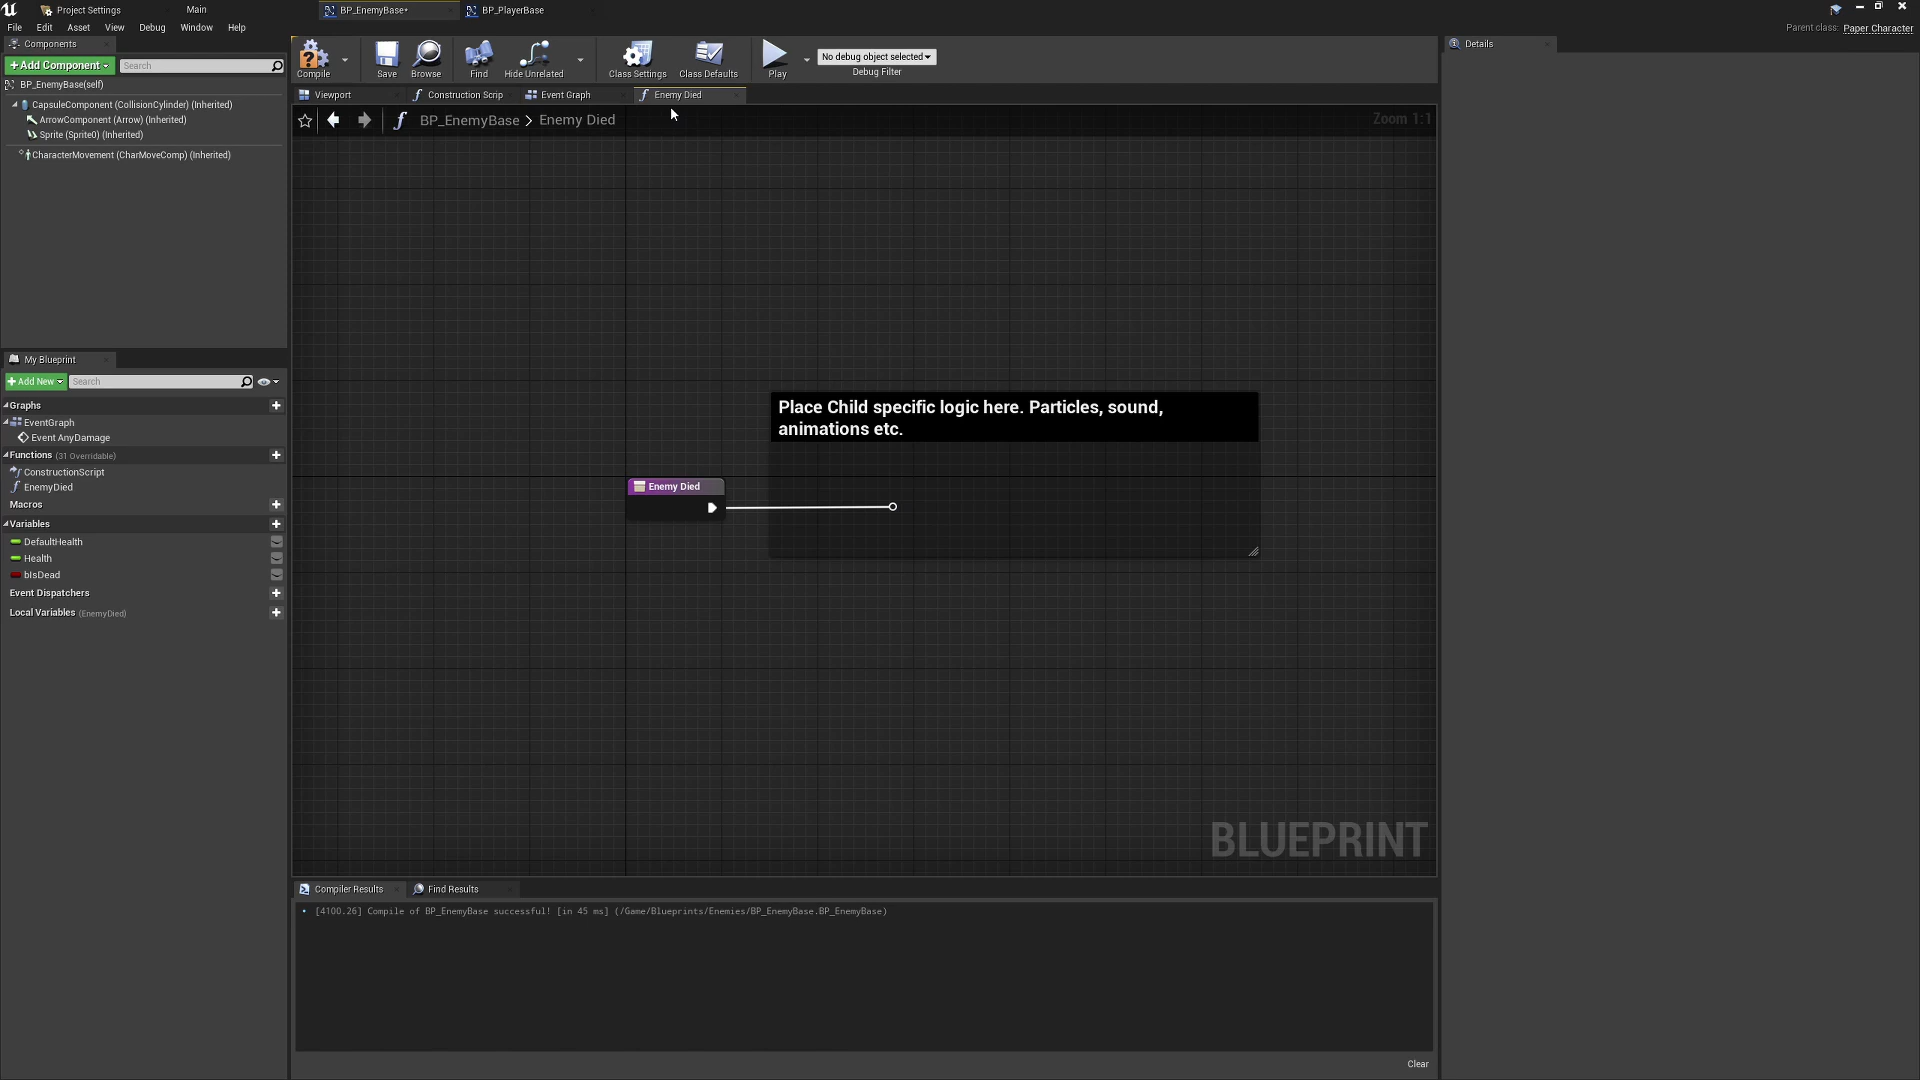 Project Settings
Main
BP_EnemyBase*
BP_PlayerBase
File
Edit
Asset
View
Debug
Window
Help
Parent class: Paper Character
Components
Add Component
Search
BP_EnemyBase(self)
CapsuleComponent (CollisionCylinder) (Inherited)
ArrowComponent (Arrow) (Inherited)
Sprite (Sprite0) (Inherited)
CharacterMovement (CharMoveComp) (Inherited)
Compile
Save
Browse
Find
Hide Unrelated
Class Settings
Class Defaults
Play
No debug object selected
Debug Filter
Details
Viewport
Construction Scrip
Event Graph
Enemy Died
BP_EnemyBase > Enemy Died
Zoom 1:1
My Blueprint
Add New
Search
Graphs
EventGraph
Event AnyDamage
Functions (31 Overridable)
ConstructionScript
EnemyDied
Macros
Variables
DefaultHealth
Health
bIsDead
Event Dispatchers
Local Variables (EnemyDied)
Place Child specific logic here. Particles, sound,
animations etc.
Enemy Died
BLUEPRINT
Compiler Results
Find Results
[4100.26] Compile of BP_EnemyBase successful! [in 45 ms] (/Game/Blueprints/Enemies/BP_EnemyBase.BP_EnemyBase)
Clear